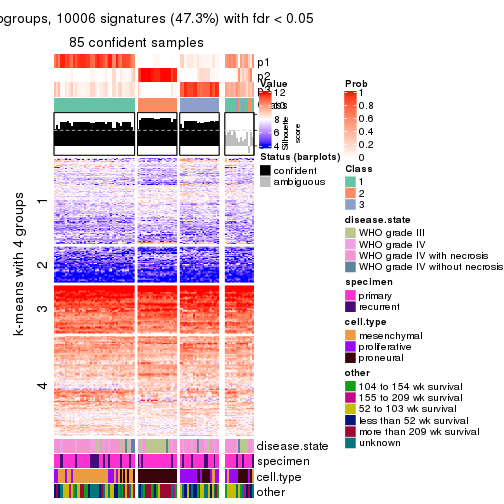 ogroups, 10006 signatures (47.3%) with fdr < 0.05
85 confident samples
p1
p2
p3
Class
Silhouette
score
k-means with 4 groups
1
2
3
4
disease.state
specimen
cell.type
other
Value
12
10
8
6
4
Status (barplots)
confident
ambiguous
Prob
1
0.8
0.6
0.4
0.2
0
Class
1
2
3
disease.state
WHO grade III
WHO grade IV
WHO grade IV with necrosis
WHO grade IV without necrosis
specimen
primary
recurrent
cell.type
mesenchymal
proliferative
proneural
other
104 to 154 wk survival
155 to 209 wk survival
52 to 103 wk survival
less than 52 wk survival
more than 209 wk survival
unknown